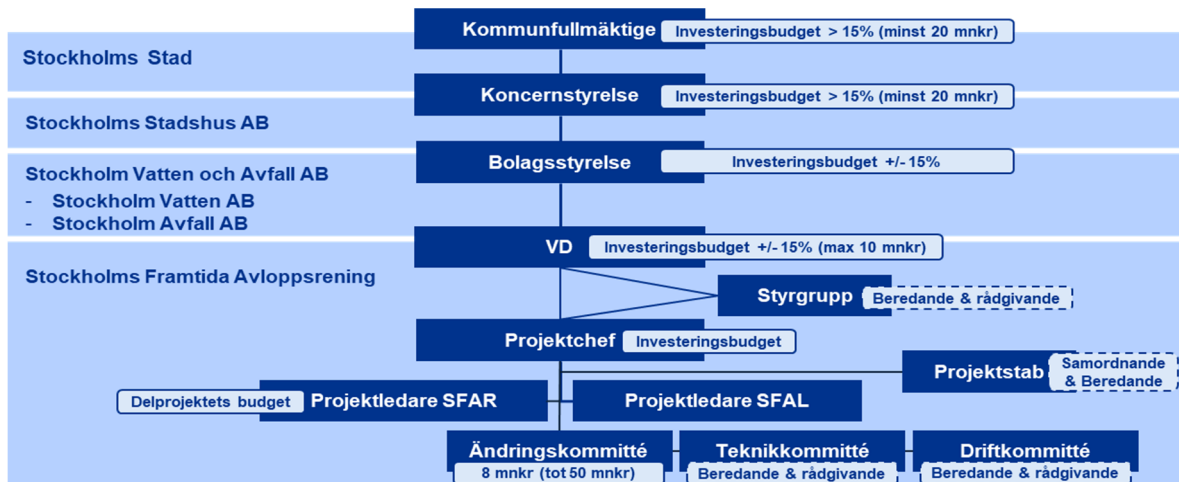 Kommunfullmäktige
Investeringsbudget > 15% (minst 20 mnkr)
Stockholms Stad
Koncernstyrelse
Investeringsbudget > 15% (minst 20 mnkr)
Stockholms Stadshus AB
Bolagsstyrelse
Investeringsbudget +/- 15%
Stockholm Vatten och Avfall AB
- Stockholm Vatten AB
- Stockholm Avfall AB
VD
Investeringsbudget +/- 15% (max 10 mnkr)
Stockholms Framtida Avloppsrening
Styrgrupp
Beredande & rådgivande
Projektchef
Investeringsbudget
Projektstab
Samordnande
& Beredande
Delprojektets budget
Projektledare SFAR
Projektledare SFAL
Ändringskommitté
8 mnkr (tot 50 mnkr)
Teknikkommitté
Beredande & rådgivande
Driftkommitté
Beredande & rådgivande